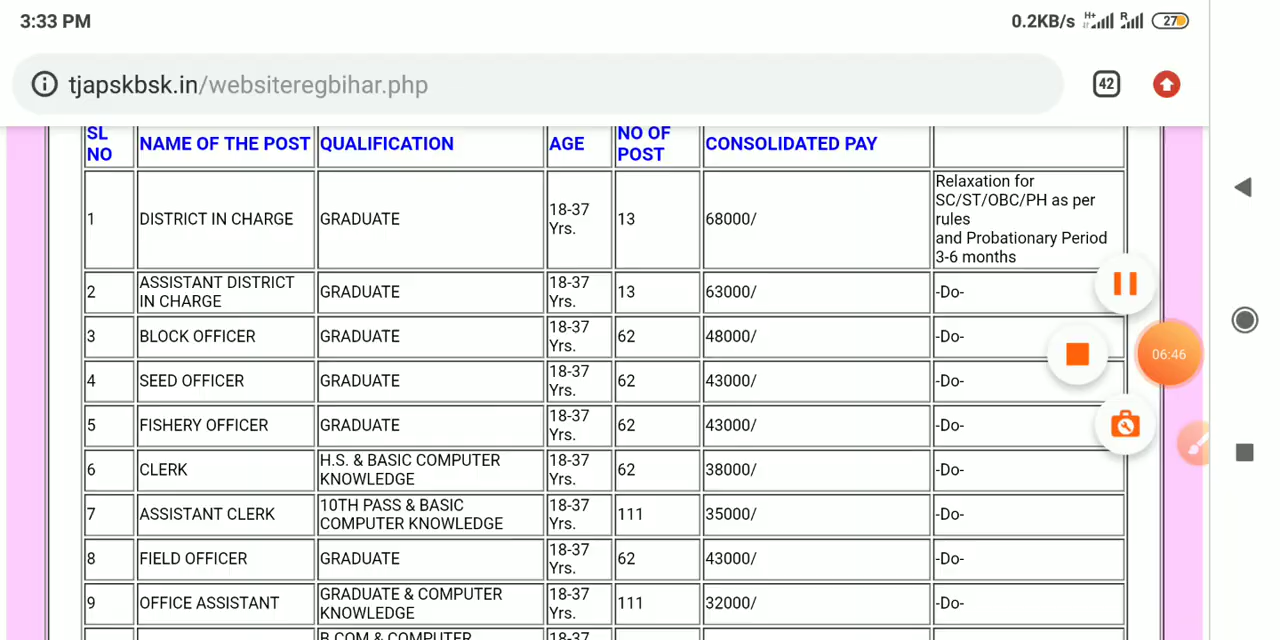 3:33 PM
0.2KB/s H+ R 27
tjapskbsk.in/websiteregbihar.php
42
SL NO NAME OF THE POST QUALIFICATION AGE NO OF POST CONSOLIDATED PAY
1 DISTRICT IN CHARGE GRADUATE 18-37 Yrs. 13 68000/ Relaxation for
SC/ST/OBC/PH as per
rules
and Probationary Period
3-6 months
2 ASSISTANT DISTRICT IN CHARGE GRADUATE 18-37 Yrs. 13 63000/ -Do-
3 BLOCK OFFICER GRADUATE 18-37 Yrs. 62 48000/ -Do-
4 SEED OFFICER GRADUATE 18-37 Yrs. 62 43000/ -Do-
06:46
5 FISHERY OFFICER GRADUATE 18-37 Yrs. 62 43000/ -Do-
6 CLERK H.S. & BASIC COMPUTER KNOWLEDGE 18-37 Yrs. 62 38000/ -Do-
7 ASSISTANT CLERK 10TH PASS & BASIC COMPUTER KNOWLEDGE 18-37 Yrs. 111 35000/ -Do-
8 FIELD OFFICER GRADUATE 18-37 Yrs. 62 43000/ -Do-
9 OFFICE ASSISTANT GRADUATE & COMPUTER KNOWLEDGE 18-37 Yrs. 111 32000/ -Do-
B.COM & COMPUTER 18-37